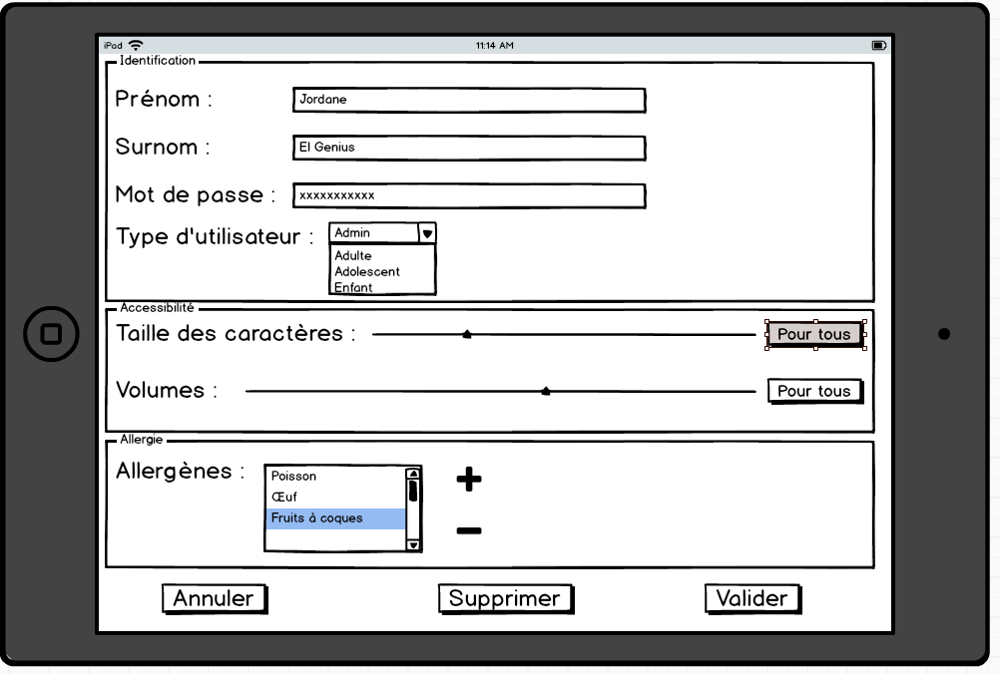 iPad 11:14 AM
Identification
Prénom : Jordane
Surnom : El Genius
Mot de passe : xxxxxxxxxxx
Type d'utilisateur : Admin
Adulte
Adolescent
Enfant
Accessibilité
Taille des caractères : Pour tous
Volumes : Pour tous
Allergie
Allergènes : Poisson
Œuf
Fruits à coques
Annuler Supprimer Valider